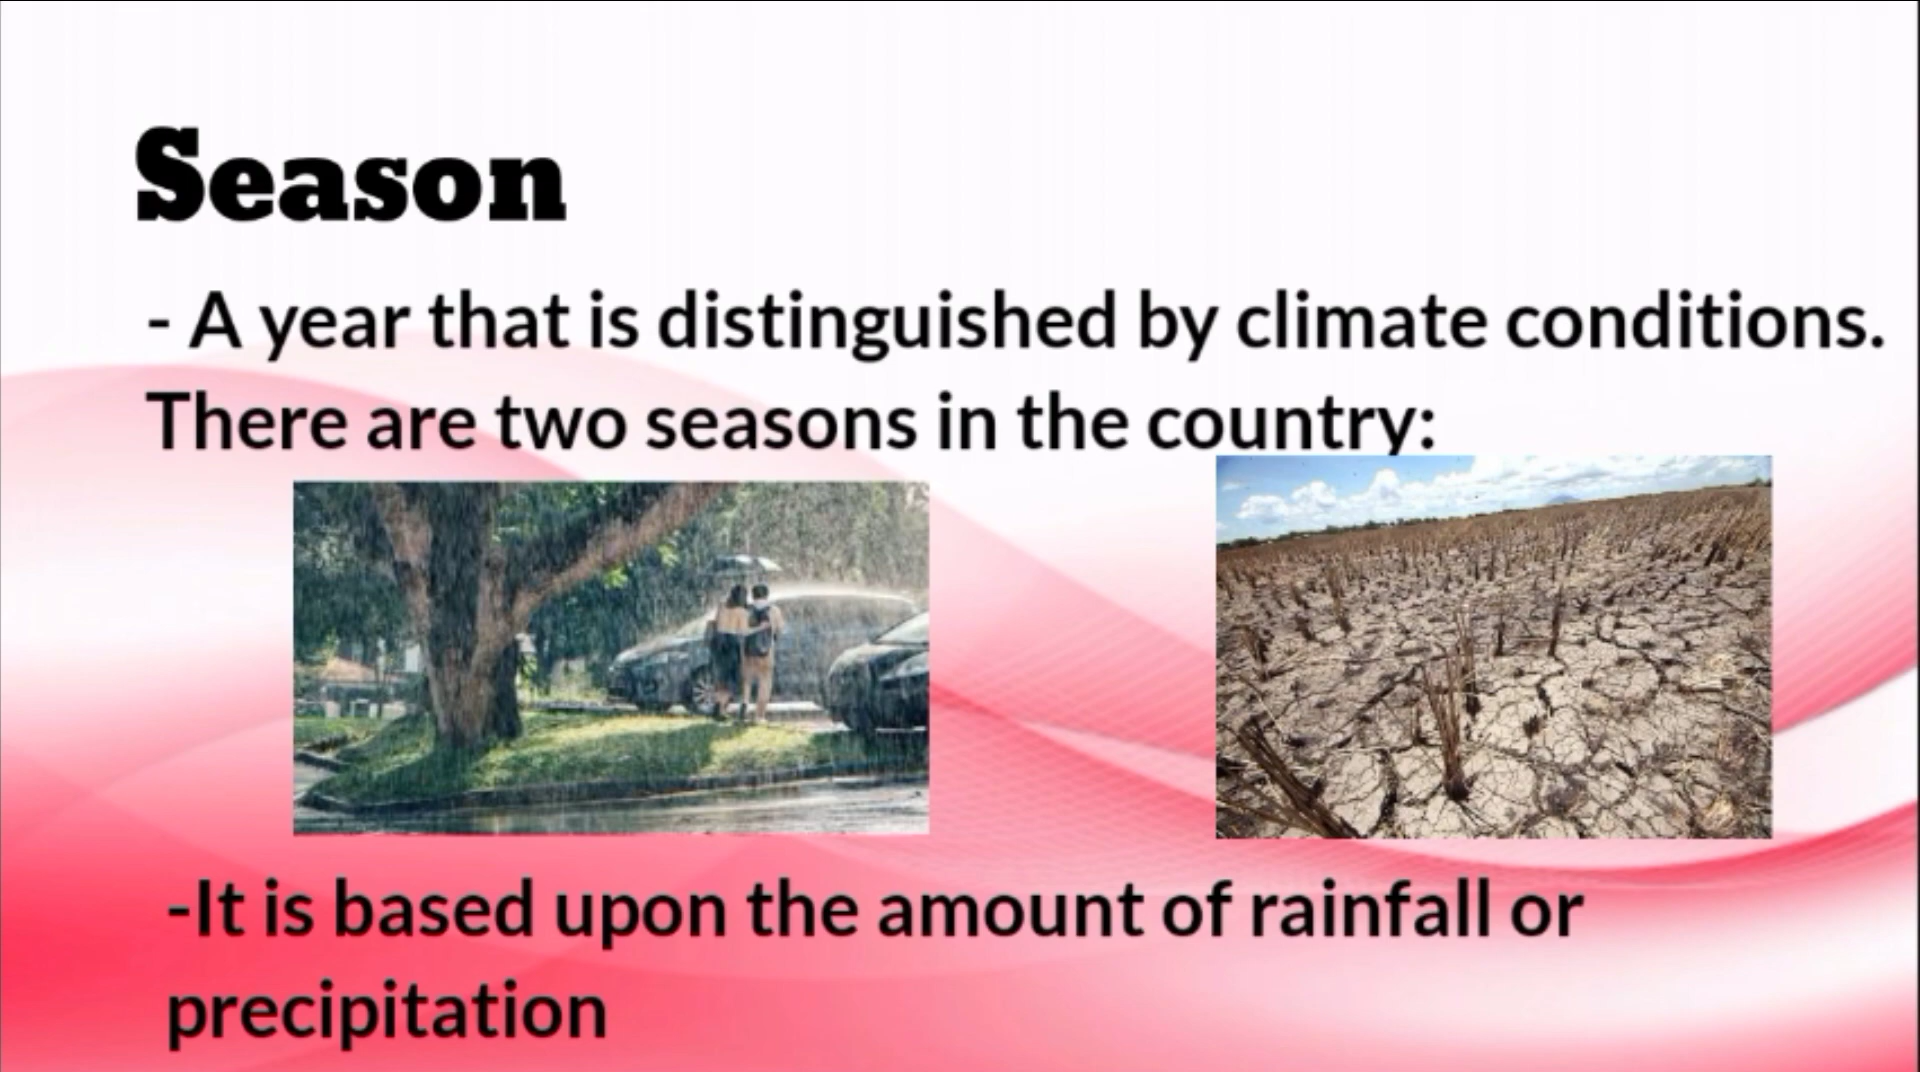 Season
- A year that is distinguished by climate conditions.
There are two seasons in the country:
-It is based upon the amount of rainfall or
precipitation